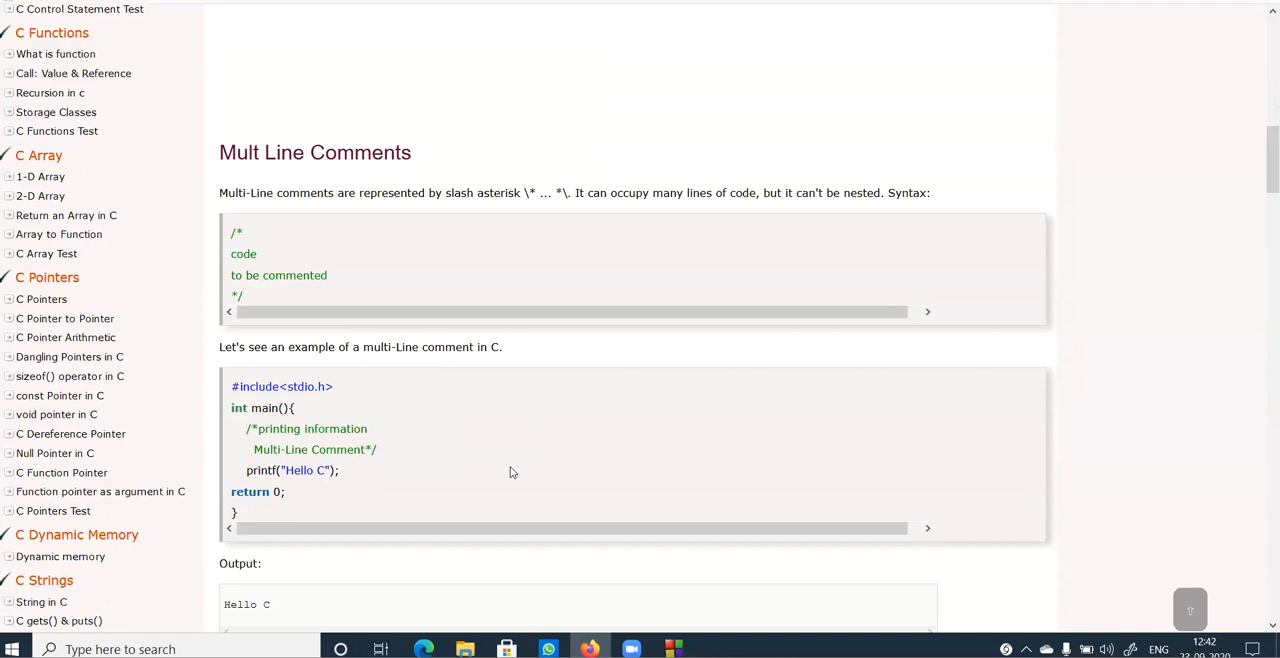 C Control Statement Test
C Functions
What is function
Call: Value & Reference
Recursion in c
Storage Classes
C Functions Test
C Array
1-D Array
2-D Array
Return an Array in C
Array to Function
C Array Test
C Pointers
C Pointers
C Pointer to Pointer
C Pointer Arithmetic
Dangling Pointers in C
sizeof() operator in C
const Pointer in C
void pointer in C
C Dereference Pointer
Null Pointer in C
C Function Pointer
Function pointer as argument in C
C Pointers Test
C Dynamic Memory
Dynamic memory
C Strings
String in C
C gets() & puts()
Mult Line Comments
Multi-Line comments are represented by slash asterisk \* ... *\. It can occupy many lines of code, but it can't be nested. Syntax:
/*
code
to be commented
*/
Let's see an example of a multi-Line comment in C.
#include<stdio.h>
int main(){
/*printing information
Multi-Line Comment*/
printf("Hello C");
return 0;
}
Output:
Hello C
Type here to search
ENG
12:42
23-09-2020